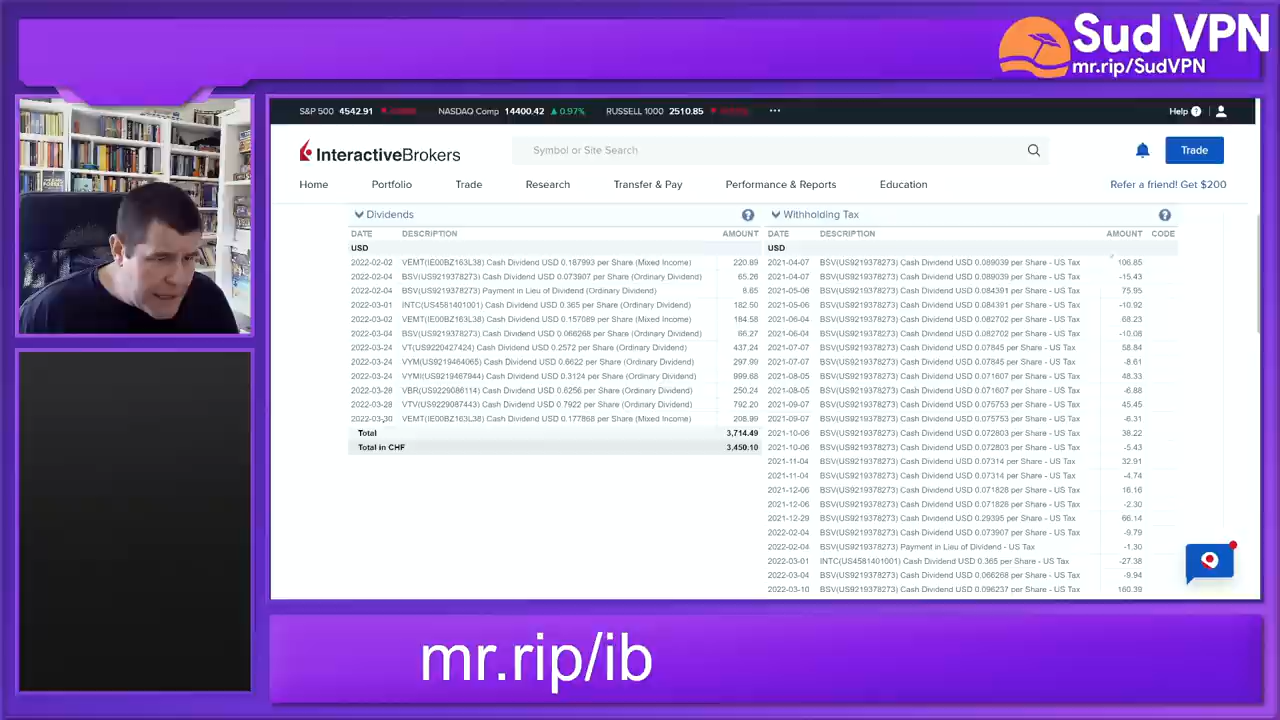 Sud VPN
mr.rip/SudVPN
S&P 500 4542.91
NASDAQ Comp 14400.42 ▲ 0.97%
RUSSELL 1000 2510.85
Help
InteractiveBrokers
Symbol or Site Search
Trade
Home Portfolio Trade Research Transfer & Pay Performance & Reports Education
Refer a friend! Get $200
Dividends
DATE DESCRIPTION AMOUNT
USD
2022-02-02 VEMT(IE00BZ163L38) Cash Dividend USD 0.187993 per Share (Mixed Income) 220.89
2022-02-04 BSV(US9219378273) Cash Dividend USD 0.073907 per Share (Ordinary Dividend) 65.26
2022-02-04 BSV(US9219378273) Payment in Lieu of Dividend (Ordinary Dividend) 8.65
2022-03-01 INTC(US4581401001) Cash Dividend USD 0.365 per Share (Ordinary Dividend) 182.50
2022-03-02 VEMT(IE00BZ163L38) Cash Dividend USD 0.157089 per Share (Mixed Income) 184.58
2022-03-04 BSV(US9219378273) Cash Dividend USD 0.066268 per Share (Ordinary Dividend) 66.27
2022-03-24 VT(US9220427424) Cash Dividend USD 0.2572 per Share (Ordinary Dividend) 437.24
2022-03-24 VYM(US9219464065) Cash Dividend USD 0.6622 per Share (Ordinary Dividend) 297.99
2022-03-24 VYMI(US9219467944) Cash Dividend USD 0.3124 per Share (Ordinary Dividend) 999.68
2022-03-28 VBR(US9229086114) Cash Dividend USD 0.6256 per Share (Ordinary Dividend) 250.24
2022-03-28 VTV(US9229087443) Cash Dividend USD 0.7922 per Share (Ordinary Dividend) 792.20
2022-03-30 VEMT(IE00BZ163L38) Cash Dividend USD 0.177868 per Share (Mixed Income) 208.99
Total 3,714.49
Total in CHF 3,450.10
Withholding Tax
DATE DESCRIPTION AMOUNT CODE
USD
2021-04-07 BSV(US9219378273) Cash Dividend USD 0.089039 per Share - US Tax 106.85
2021-04-07 BSV(US9219378273) Cash Dividend USD 0.089039 per Share - US Tax -15.43
2021-05-06 BSV(US9219378273) Cash Dividend USD 0.084391 per Share - US Tax 75.95
2021-05-06 BSV(US9219378273) Cash Dividend USD 0.084391 per Share - US Tax -10.92
2021-06-04 BSV(US9219378273) Cash Dividend USD 0.082702 per Share - US Tax 68.23
2021-06-04 BSV(US9219378273) Cash Dividend USD 0.082702 per Share - US Tax -10.08
2021-07-07 BSV(US9219378273) Cash Dividend USD 0.07845 per Share - US Tax 58.84
2021-07-07 BSV(US9219378273) Cash Dividend USD 0.07845 per Share - US Tax -8.61
2021-08-05 BSV(US9219378273) Cash Dividend USD 0.071607 per Share - US Tax 48.33
2021-08-05 BSV(US9219378273) Cash Dividend USD 0.071607 per Share - US Tax -6.88
2021-09-07 BSV(US9219378273) Cash Dividend USD 0.075753 per Share - US Tax 45.45
2021-09-07 BSV(US9219378273) Cash Dividend USD 0.075753 per Share - US Tax -6.31
2021-10-06 BSV(US9219378273) Cash Dividend USD 0.072803 per Share - US Tax 38.22
2021-10-06 BSV(US9219378273) Cash Dividend USD 0.072803 per Share - US Tax -5.43
2021-11-04 BSV(US9219378273) Cash Dividend USD 0.07314 per Share - US Tax 32.91
2021-11-04 BSV(US9219378273) Cash Dividend USD 0.07314 per Share - US Tax -4.74
2021-12-06 BSV(US9219378273) Cash Dividend USD 0.071828 per Share - US Tax 16.16
2021-12-06 BSV(US9219378273) Cash Dividend USD 0.071828 per Share - US Tax -2.30
2021-12-29 BSV(US9219378273) Cash Dividend USD 0.29395 per Share - US Tax 66.14
2022-02-04 BSV(US9219378273) Cash Dividend USD 0.073907 per Share - US Tax -9.79
2022-02-04 BSV(US9219378273) Payment in Lieu of Dividend - US Tax -1.30
2022-03-01 INTC(US4581401001) Cash Dividend USD 0.365 per Share - US Tax -27.38
2022-03-04 BSV(US9219378273) Cash Dividend USD 0.066268 per Share - US Tax -9.94
2022-03-10 BSV(US9219378273) Cash Dividend USD 0.096237 per Share - US Tax 160.39
mr.rip/ib